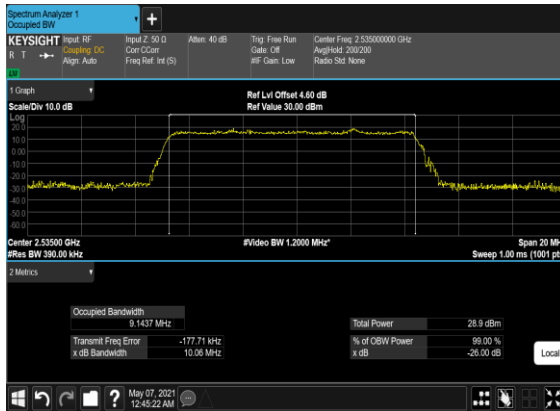 Spectrum Analyzer 1
Occupied BW
KEYSIGHT Input: RF Input Z: 50 Ω Atten: 40 dB Trig: Free Run Center Freq: 2.535000000 GHz
R T Coupling: DC Corr CCorr Gate: Off Avg|Hold: 200/200
Align: Auto Freq Ref: Int (S) #IF Gain: Low Radio Std: None
LXI
1 Graph
Ref Lvl Offset 4.60 dB
Scale/Div 10.0 dB Ref Value 30.00 dBm
Log
20.0
10.0
0.00
-10.0
-20.0
-30.0
-40.0
-50.0
-60.0
Center 2.53500 GHz #Video BW 1.2000 MHz* Span 20 MH
#Res BW 390.00 kHz Sweep 1.00 ms (1001 pt
2 Metrics
Occupied Bandwidth
9.1437 MHz Total Power 28.9 dBm
Transmit Freq Error -177.71 kHz % of OBW Power 99.00 %
x dB Bandwidth 10.06 MHz x dB -26.00 dB
Local
May 07, 2021
12:45:22 AM